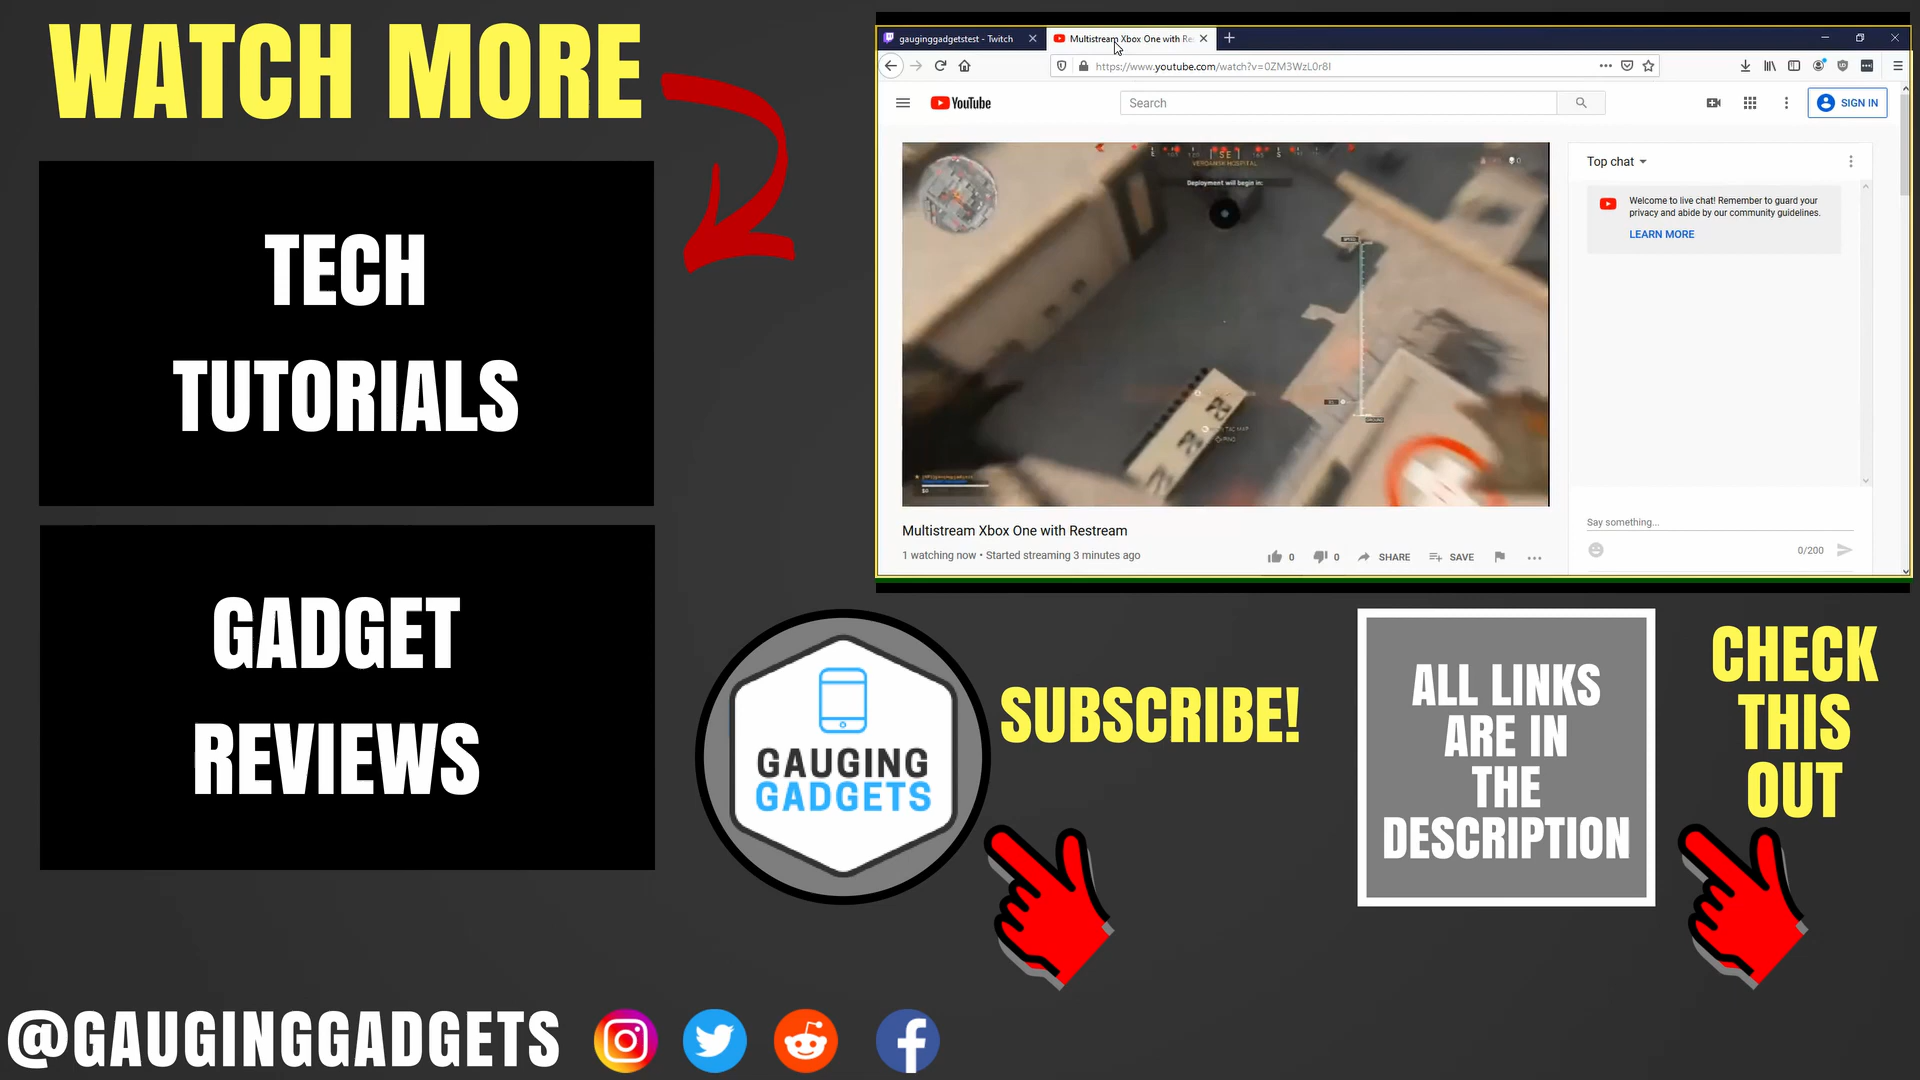 WATCH MORE
TECH
TUTORIALS
GADGET
REVIEWS
gauginggadgetstest - Twitch
Multistream Xbox One with Re
https://www.youtube.com/watch?v=0ZM3WzL0r8I
YouTube
Search
SIGN IN
E
SE
165
S
VERDANSK HOSPITAL
Deployment will begin in:
Top chat
Welcome to live chat! Remember to guard your
privacy and abide by our community guidelines.
LEARN MORE
Say something...
0/200
Multistream Xbox One with Restream
1 watching now • Started streaming 3 minutes ago
0
0
SHARE
SAVE
GAUGING
GADGETS
SUBSCRIBE!
ALL LINKS
ARE IN
THE
DESCRIPTION
CHECK
THIS
OUT
@GAUGINGGADGETS